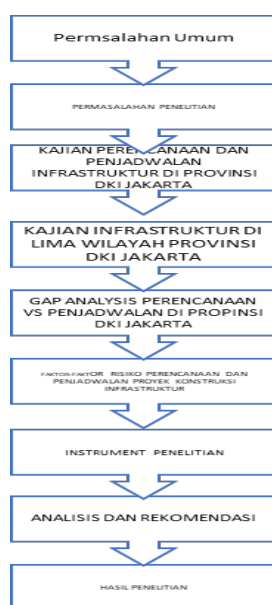 Permsalahan Umum
PERMASALAHAN PENELITIAN
KAJIAN PERENCANAAN DAN
PENJADWALAN
INFRASTRUKTUR DI PROVINSI
DKI JAKARTA
KAJIAN INFRASTRUKTUR DI
LIMA WILAYAH PROVINSI
DKI JAKARTA
GAP ANALYSIS PERENCANAAN
VS PENJADWALAN DI PROPINSI
DKI JAKARTA
FAKTOR-FAKTOR RISIKO PERENCANAAN DAN
PENJADWALAN PROYEK KONSTRUKSI
INFRASTRUKTUR
INSTRUMENT PENELITIAN
ANALISIS DAN REKOMENDASI
HASIL PENELITIAN